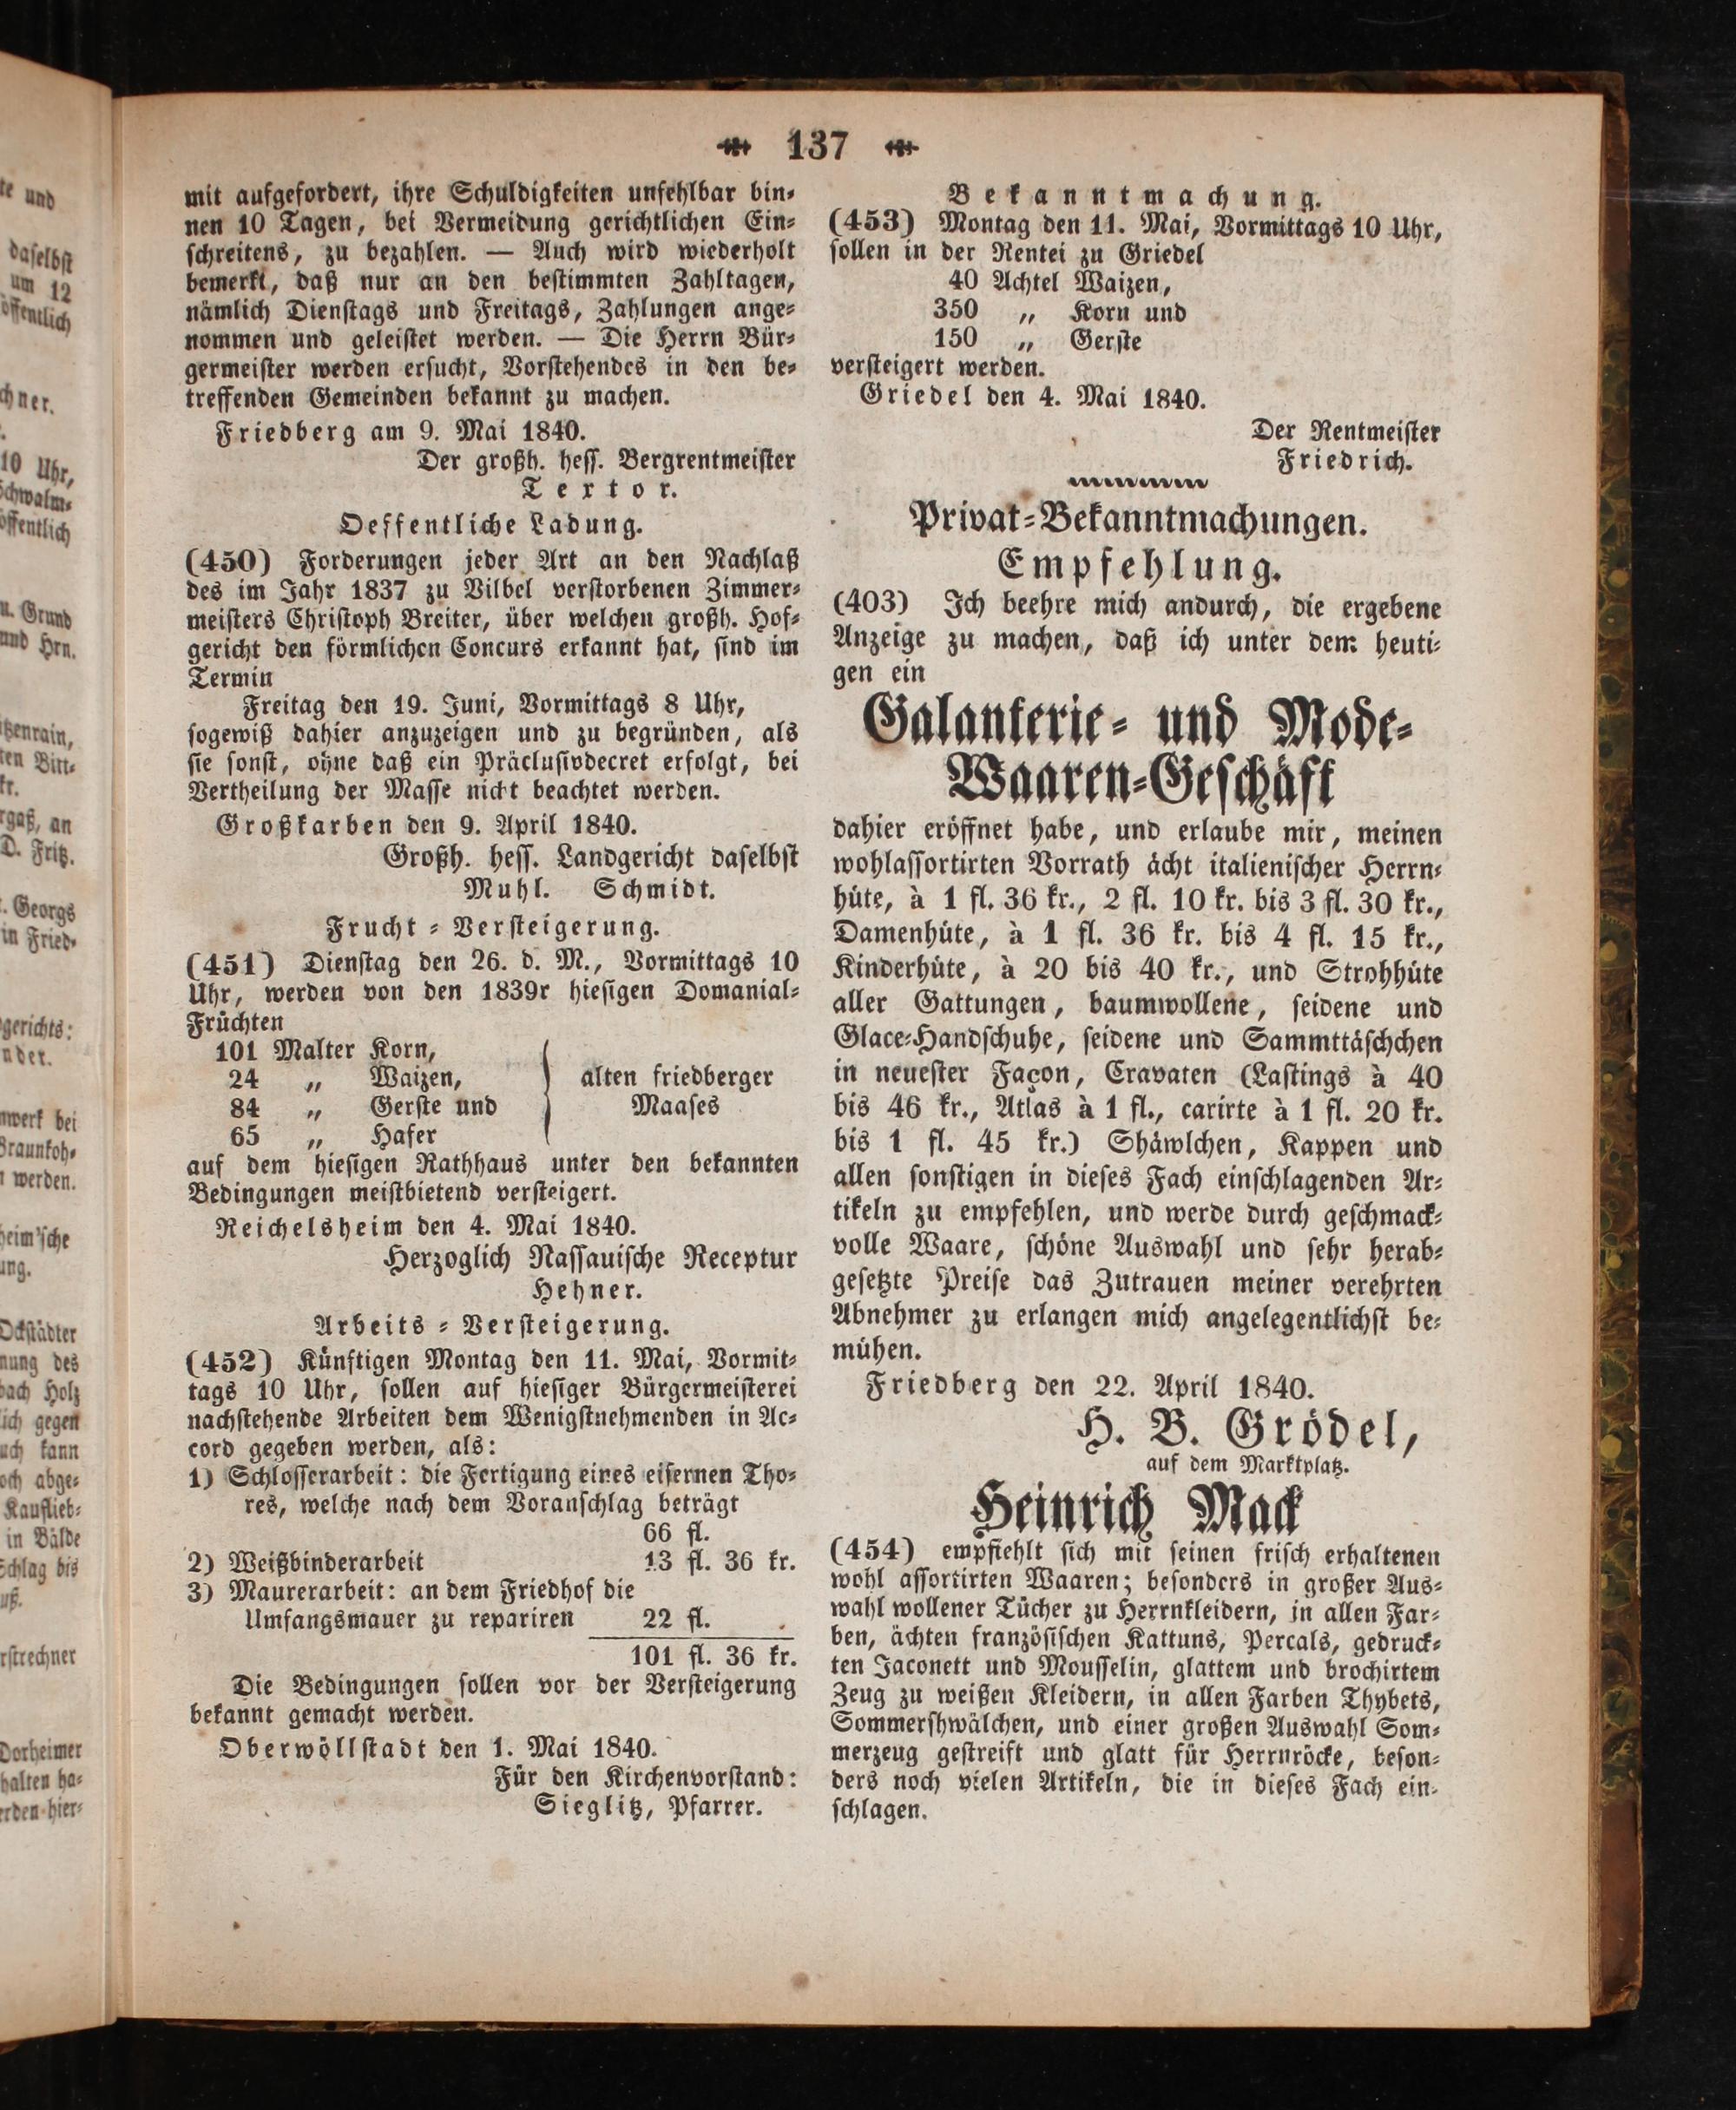 137
mit aufgefordert, ihre Schuldigkeiten unfehlbar bin-
nen 10 Tagen, bei Vermeidung gerichtlichen Ein-
schreitens, zu bezahlen. — Auch wird wiederholt
bemerkt, daß nur an den bestimmten Zahltagen,
nämlich Dienstags und Freitags, Zahlungen ange-
nommen und geleistet werden. — Die Herrn Bür-
germeister werden ersucht, Vorstehendes in den be-
treffenden Gemeinden bekannt zu machen.
Friedberg am 9. Mai 1840.
Der großh. hess. Bergrentmeister
Textor.
Oeffentliche Ladung.
(450) Forderungen jeder Art an den Nachlaß
des im Jahr 1837 zu Vilbel verstorbenen Zimmer-
meisters Christoph Breiter, über welchen großh. Hof-
gericht den förmlichen Concurs erkannt hat, sind im
Termin
Freitag den 19. Juni, Vormittags 8 Uhr,
sogewiß dahier anzuzeigen und zu begründen, als
sie sonst, ohne daß ein Präclusivdecret erfolgt, bei
Vertheilung der Masse nicht beachtet werden.
Großkarben den 9. April 1840.
Großh. hess. Landgericht daselbst
Muhl. Schmidt.
Frucht-Versteigerung.
(451) Dienstag den 26. d. M., Vormittags 10
Uhr, werden von den 1839r hiesigen Domanial-
Früchten
101 Malter Korn,
24 „ Waizen,
84 „ Gerste und
65 „ Hafer
alten friedberger
Maases
auf dem hiesigen Rathhaus unter den bekannten
Bedingungen meistbietend versteigert.
Reichelsheim den 4. Mai 1840.
Herzoglich Nassauische Receptur
Hehner.
Arbeits-Versteigerung.
(452) Künftigen Montag den 11. Mai, Vormit-
tags 10 Uhr, sollen auf hiesiger Bürgermeisterei
nachstehende Arbeiten dem Wenigstnehmenden in Ac-
cord gegeben werden, als:
1) Schlosserarbeit: die Fertigung eines eisernen Tho-
res, welche nach dem Voranschlag beträgt
66 fl.
2) Weißbinderarbeit 13 fl. 36 kr.
3) Maurerarbeit: an dem Friedhof die
Umfangsmauer zu repariren 22 fl.
101 fl. 36 kr.
Die Bedingungen sollen vor der Versteigerung
bekannt gemacht werden.
Oberwöllstadt den 1. Mai 1840.
Für den Kirchenvorstand:
Sieglitz, Pfarrer.
Bekanntmachung.
(453) Montag den 11. Mai, Vormittags 10 Uhr,
sollen in der Rentei zu Griedel
40 Achtel Waizen,
350 „ Korn und
150 „ Gerste
versteigert werden.
Griedel den 4. Mai 1840.
Der Rentmeister
Friedrich.
Privat-Bekanntmachungen.
Empfehlung.
(403) Ich beehre mich andurch, die ergebene
Anzeige zu machen, daß ich unter dem heuti-
gen ein
Galanterie- und Mode-
Waaren-Geschäft
dahier eröffnet habe, und erlaube mir, meinen
wohlassortirten Vorrath ächt italienischer Herrn-
hüte, à 1 fl. 36 kr., 2 fl. 10 kr. bis 3 fl. 30 kr.,
Damenhüte, à 1 fl. 36 kr. bis 4 fl. 15 kr.,
Kinderhüte, à 20 bis 40 kr., und Strohhüte
aller Gattungen, baumwollene, seidene und
Glace-Handschuhe, seidene und Sammttäschchen
in neuester Façon, Cravaten (Lastings à 40
bis 46 kr., Atlas à 1 fl., carirte à 1 fl. 20 kr.
bis 1 fl. 45 kr.) Shäwlchen, Kappen und
allen sonstigen in dieses Fach einschlagenden Ar-
tikeln zu empfehlen, und werde durch geschmack-
volle Waare, schöne Auswahl und sehr herab-
gesetzte Preise das Zutrauen meiner verehrten
Abnehmer zu erlangen mich angelegentlichst be-
mühen.
Friedberg den 22. April 1840.
H. B. Grödel,
auf dem Marktplatz.
Heinrich Mack
(454) empfiehlt sich mit seinen frisch erhaltenen
wohl assortirten Waaren; besonders in großer Aus-
wahl wollener Tücher zu Herrnkleidern, in allen Far-
ben, ächten französischen Kattuns, Percals, gedruck-
ten Jaconett und Mousselin, glattem und brochirtem
Zeug zu weißen Kleidern, in allen Farben Thybets,
Sommershwälchen, und einer großen Auswahl Som-
merzeug gestreift und glatt für Herrnröcke, beson-
ders noch vielen Artikeln, die in dieses Fach ein-
schlagen.